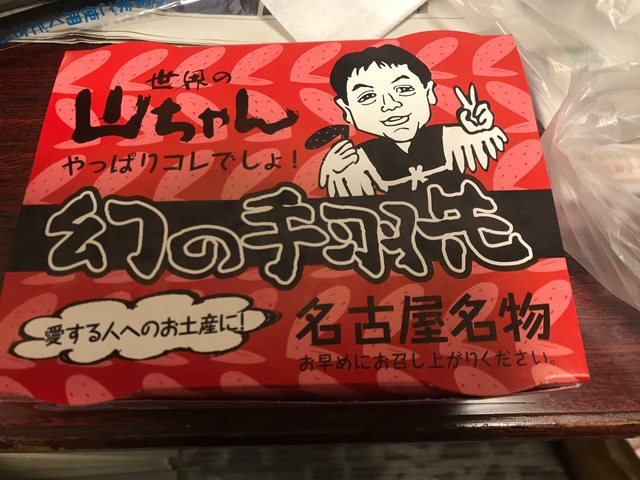 世界の
山ちゃん
やっぱりコレでしょ!
幻の手羽先
愛する人へのお土産に!
名古屋名物
お早めにお召し上がりください。